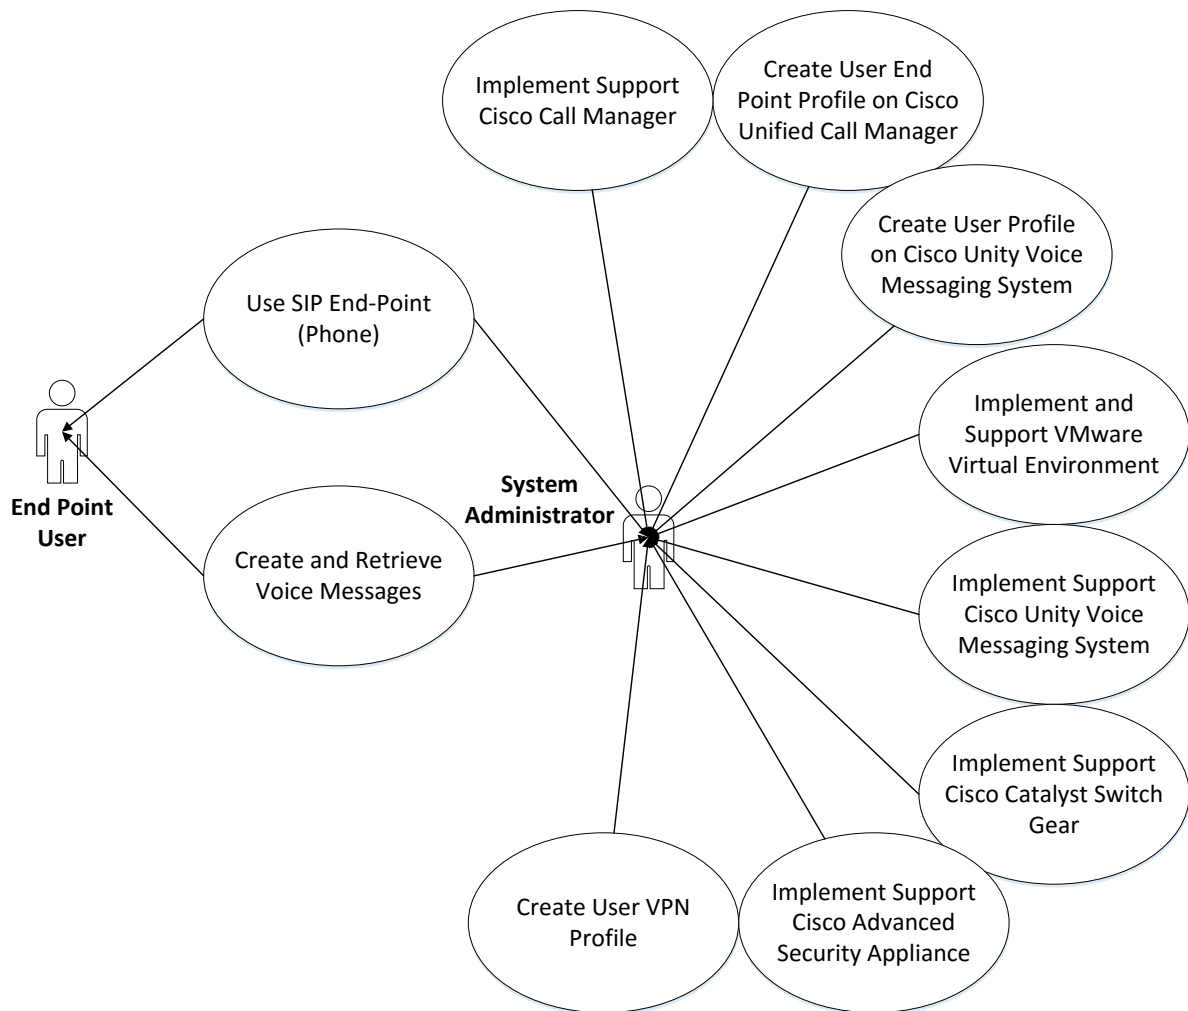 Implement Support
Cisco Call Manager
Create User End
Point Profile on Cisco
Unified Call Manager
Create User Profile
on Cisco Unity Voice
Messaging System
Use SIP End-Point
(Phone)
Implement and
Support VMware
Virtual Environment
End Point
User
System
Administrator
Create and Retrieve
Voice Messages
Implement Support
Cisco Unity Voice
Messaging System
Implement Support
Cisco Catalyst Switch
Gear
Create User VPN
Profile
Implement Support
Cisco Advanced
Security Appliance